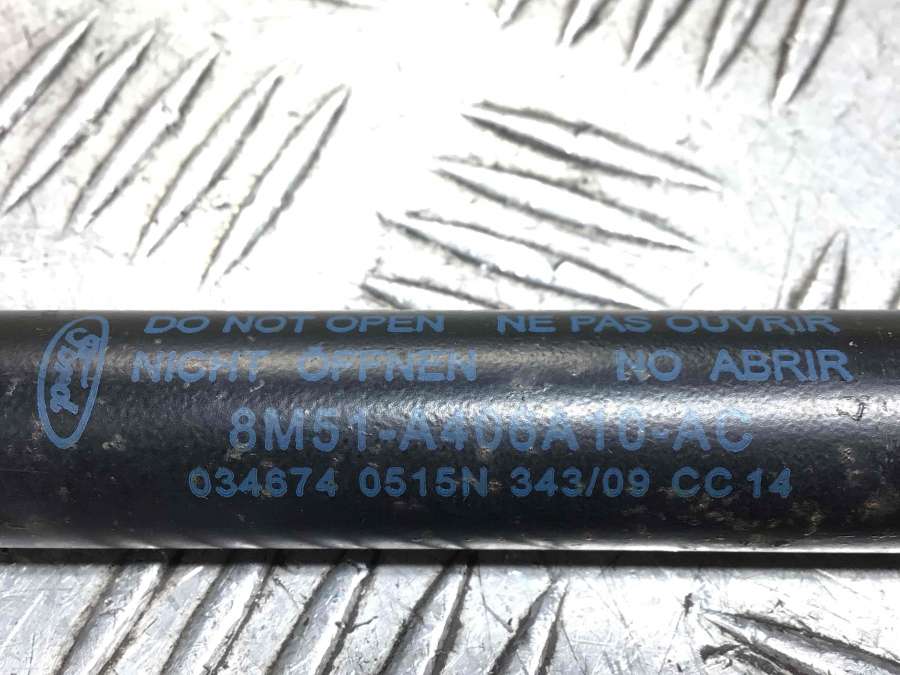 Ford
DO NOT OPEN NE PAS OUVRIR
NICHT ÖFFNEN NO ABRIR
8M51-A406A10-AC
034674 0515N 343/09 CC 14